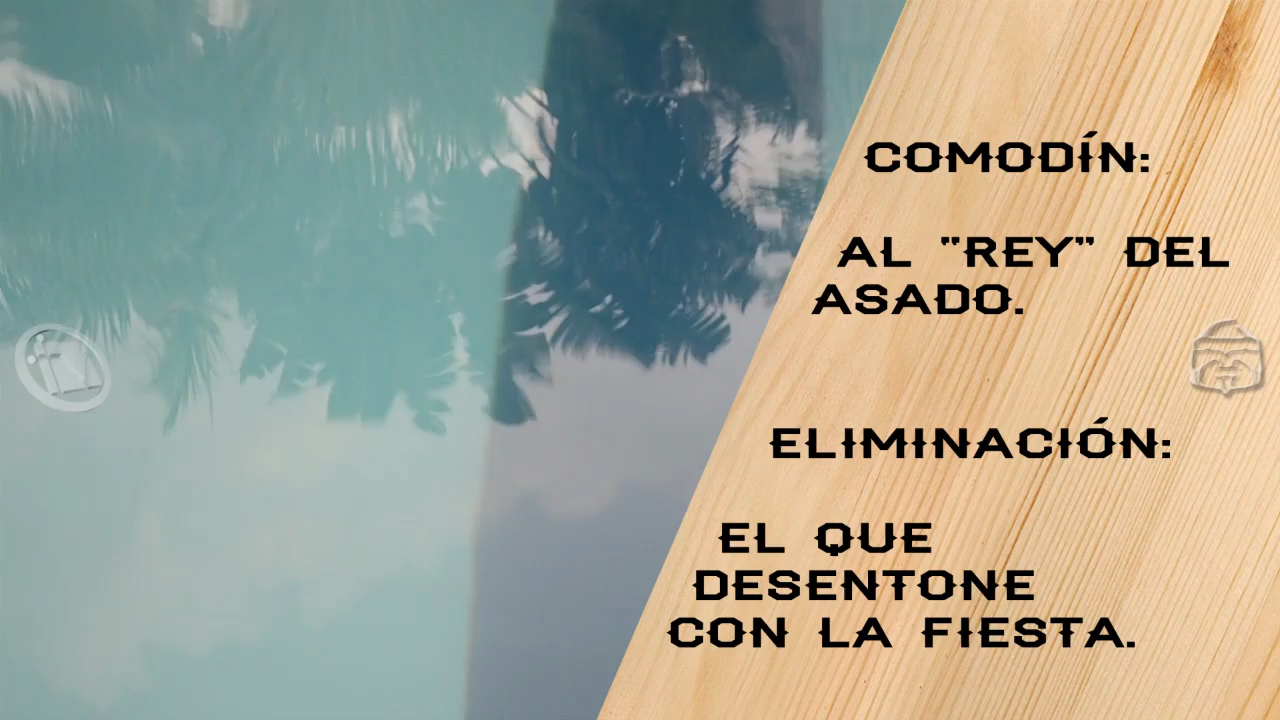 COMODÍN:
AL "REY" DEL
ASADO.
ELIMINACIÓN:
EL QUE
DESENTONE
CON LA FIESTA.